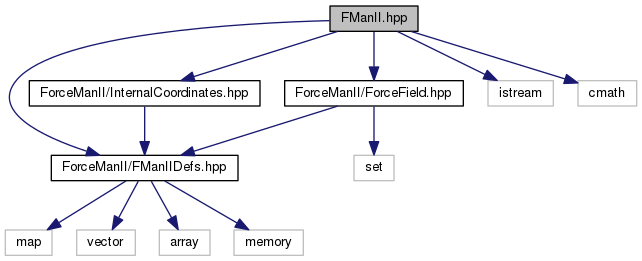 FManII.hpp
ForceManII/InternalCoordinates.hpp
ForceManII/ForceField.hpp
istream
cmath
ForceManII/FManIIDefs.hpp
set
map
vector
array
memory